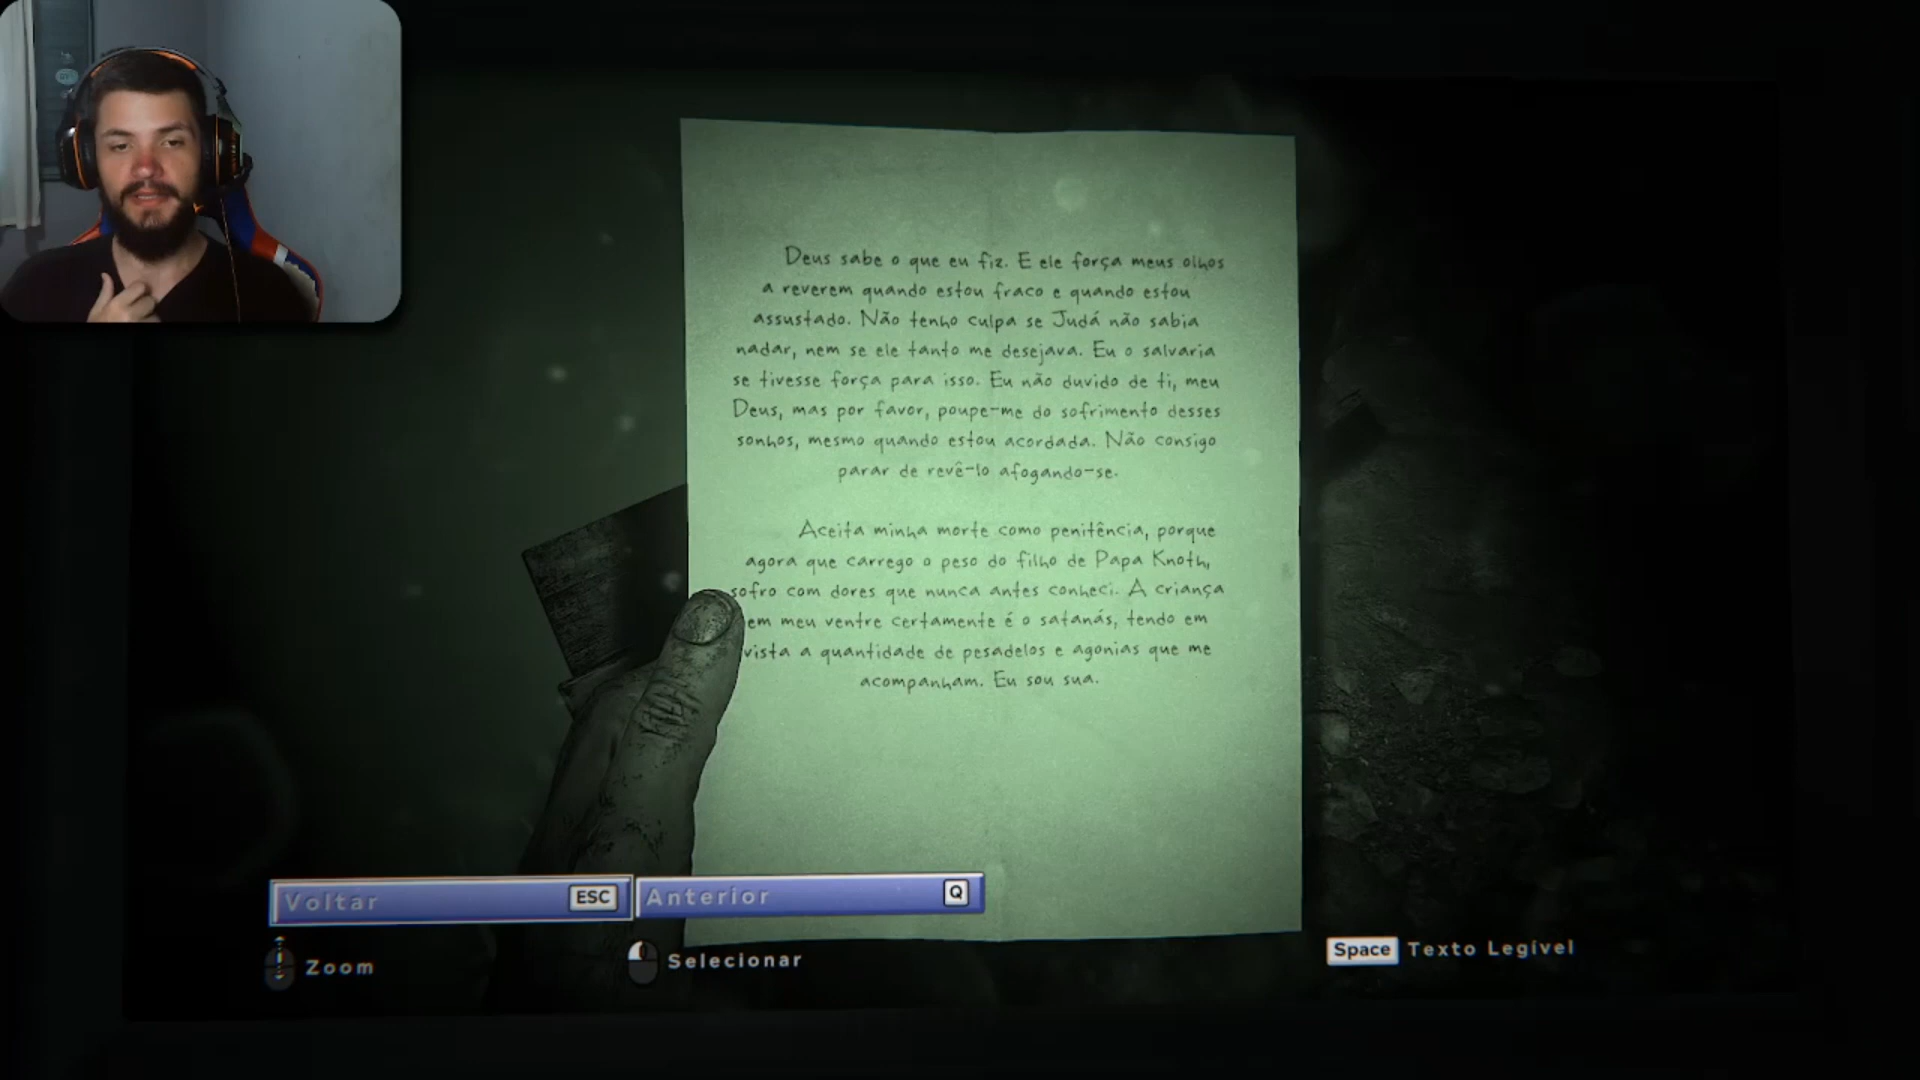 Deus sabe o que eu fiz. E ele força meus olhos
a reverem quando estou fraco e quando estou
assustado. Não tenho culpa se Judá não sabia
nadar, nem se ele tanto me desejava. Eu o salvaria
se tivesse força para isso. Eu não duvido de ti, meu
Deus, mas por favor, poupe-me do sofrimento desses
sonhos, mesmo quando estou acordada. Não consigo
parar de revê-lo afogando-se.
Aceita minha morte como penitência, porque
agora que carrego o peso do filho de Papa Knoth,
sofro com dores que nunca antes conheci. A criança
em meu ventre certamente é o satanás, tendo em
vista a quantidade de pesadelos e agonias que me
acompanham. Eu sou sua.
Voltar ESC Anterior Q
Zoom Selecionar Space Texto Legível